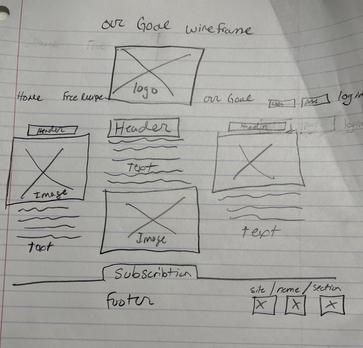 our Goal wireframe
logo
Home Free Recipe our Goal log in
Header Header Header
Text
Image
Text
Image
Text
Subscribtion
Footer
site / name / section